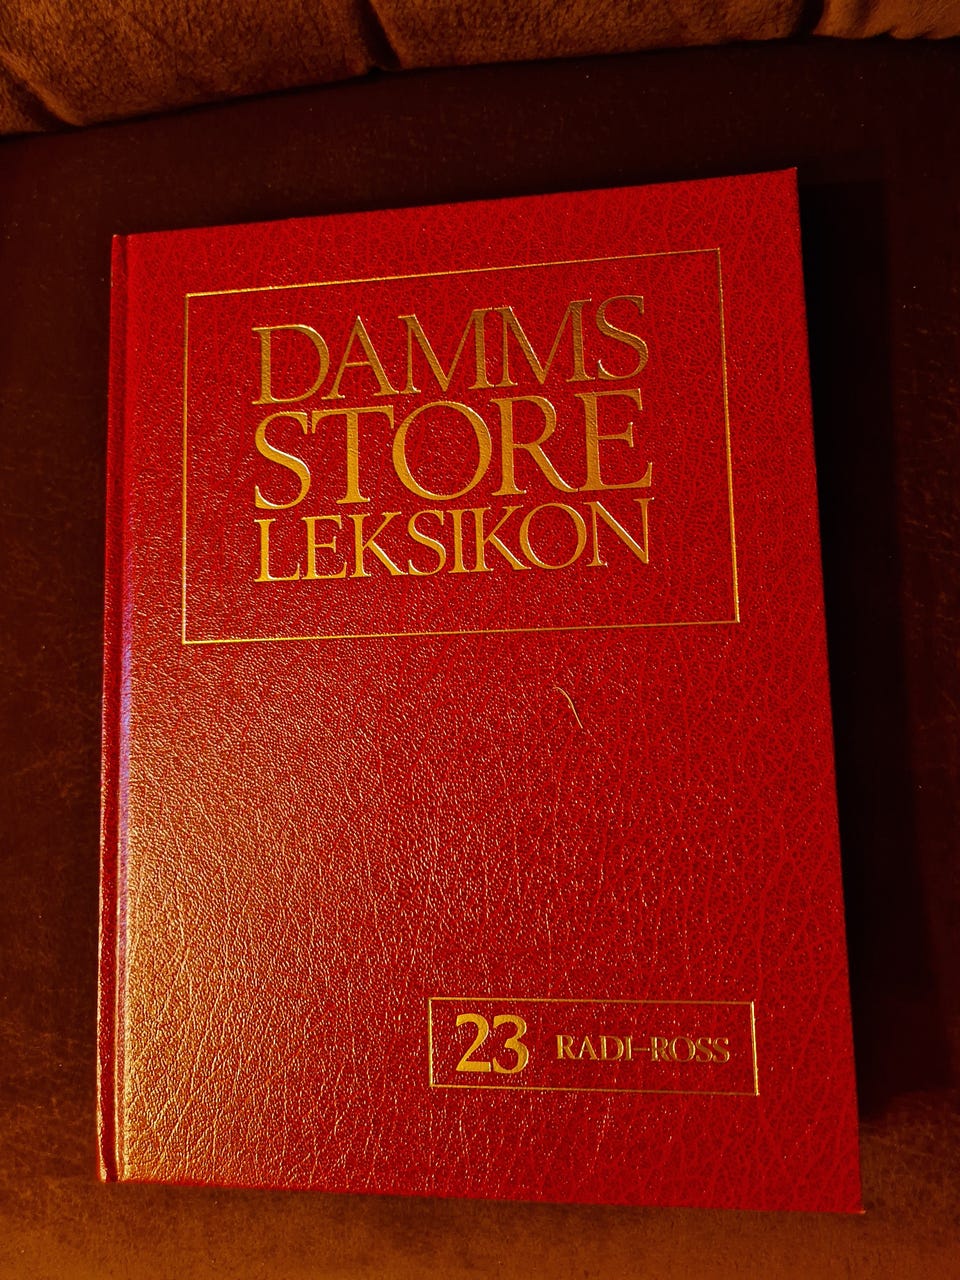 DAMMS
STORE
LEKSIKON
23 RADI–ROSS